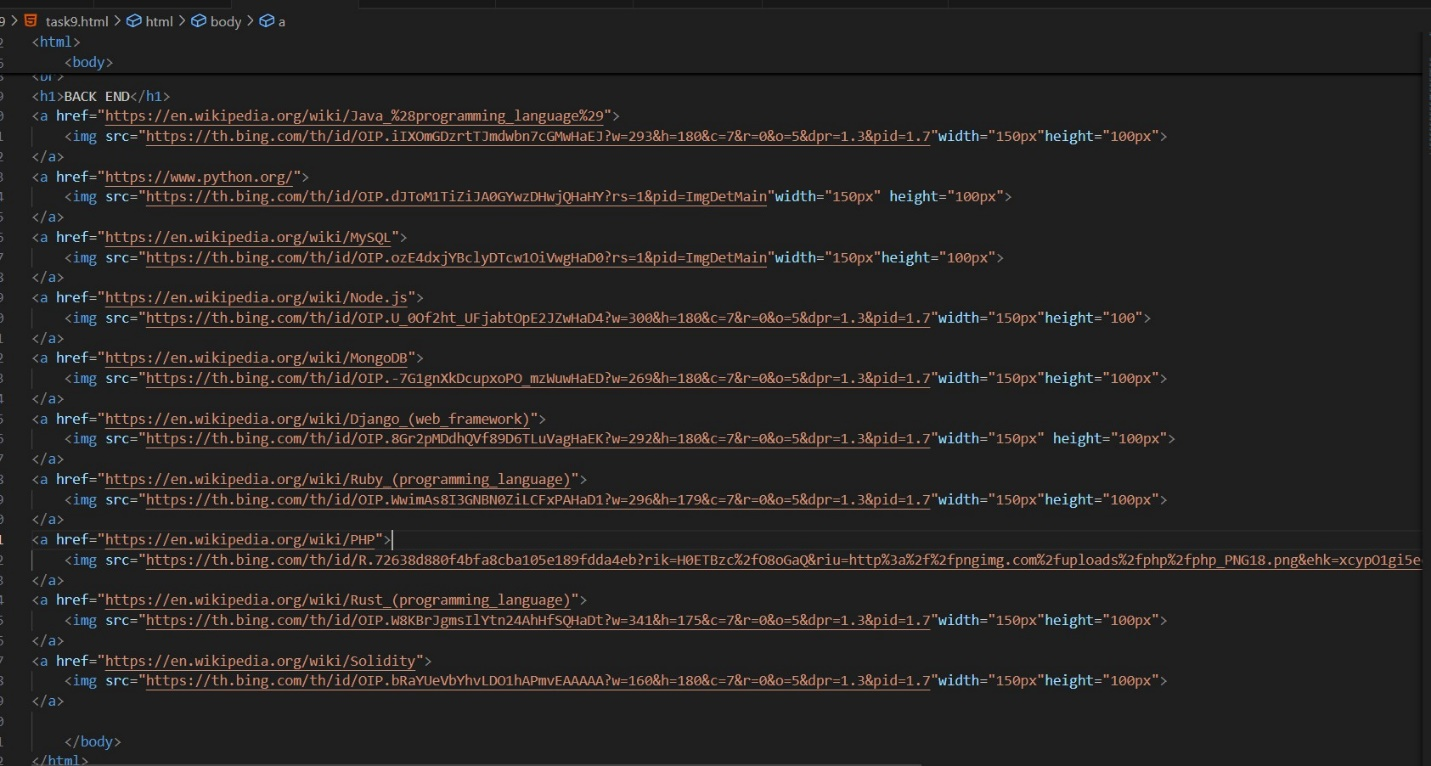 9 > task9.html > html > body > a
<html>
<body>
<br>
<h1>BACK END</h1>
<a href="https://en.wikipedia.org/wiki/Java_%28programming_language%29">
<img src="https://th.bing.com/th/id/OIP.iIXOmGDzrtTJmdwbn7cGMwHaEJ?w=293&h=180&c=7&r=0&o=5&dpr=1.3&pid=1.7"width="150px"height="100px">
</a>
<a href="https://www.python.org/">
<img src="https://th.bing.com/th/id/OIP.dJToM1TiZiJA0GYwzDHwjQHaHY?rs=1&pid=ImgDetMain"width="150px" height="100px">
</a>
<a href="https://en.wikipedia.org/wiki/MySQL">
<img src="https://th.bing.com/th/id/OIP.ozE4dxjYBclyDTcw1OiVwgHaD0?rs=1&pid=ImgDetMain"width="150px"height="100px">
</a>
<a href="https://en.wikipedia.org/wiki/Node.js">
<img src="https://th.bing.com/th/id/OIP.U_0Of2ht_UFjabtOpE2JZwHaD4?w=300&h=180&c=7&r=0&o=5&dpr=1.3&pid=1.7"width="150px"height="100">
</a>
<a href="https://en.wikipedia.org/wiki/MongoDB">
<img src="https://th.bing.com/th/id/OIP.-7G1gnXkDcupxoPO_mzWuwHaED?w=269&h=180&c=7&r=0&o=5&dpr=1.3&pid=1.7"width="150px"height="100px">
</a>
<a href="https://en.wikipedia.org/wiki/Django_(web_framework)">
<img src="https://th.bing.com/th/id/OIP.8Gr2pMDdhQVf89D6TLuVagHaEK?w=292&h=180&c=7&r=0&o=5&dpr=1.3&pid=1.7"width="150px" height="100px">
</a>
<a href="https://en.wikipedia.org/wiki/Ruby_(programming_language)">
<img src="https://th.bing.com/th/id/OIP.WwimAs8I3GNBN0ZiLCFxPAHaD1?w=296&h=179&c=7&r=0&o=5&dpr=1.3&pid=1.7"width="150px"height="100px">
</a>
<a href="https://en.wikipedia.org/wiki/PHP">
<img src="https://th.bing.com/th/id/R.72638d880f4bfa8cba105e189fdda4eb?rik=H0ETBzc%2fO8oGaQ&riu=http%3a%2f%2fpngimg.com%2fuploads%2fphp%2fphp_PNG18.png&ehk=xcypO1gi5e
</a>
<a href="https://en.wikipedia.org/wiki/Rust_(programming_language)">
<img src="https://th.bing.com/th/id/OIP.W8KBrJgmsIlYtn24AhHfSQHaDt?w=341&h=175&c=7&r=0&o=5&dpr=1.3&pid=1.7"width="150px"height="100px">
</a>
<a href="https://en.wikipedia.org/wiki/Solidity">
<img src="https://th.bing.com/th/id/OIP.bRaYUeVbYhvLDO1hAPmvEAAAAA?w=160&h=180&c=7&r=0&o=5&dpr=1.3&pid=1.7"width="150px"height="100px">
</a>
</body>
</html>